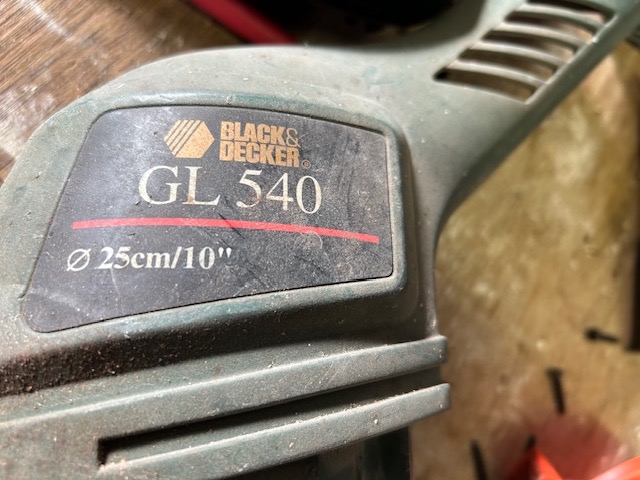 BLACK&
DECKER®
GL 540
Ø 25cm/10"